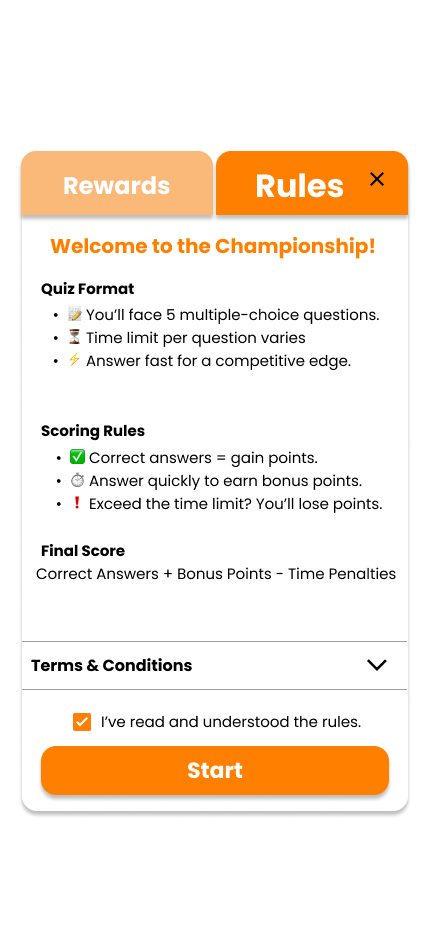 Rewards
Rules
Welcome to the Championship!
Quiz Format
• 📝 You’ll face 5 multiple-choice questions.
• ⏳ Time limit per question varies
• ⚡ Answer fast for a competitive edge.
Scoring Rules
• ✅ Correct answers = gain points.
• ⏱️ Answer quickly to earn bonus points.
• ❗ Exceed the time limit? You’ll lose points.
Final Score
Correct Answers + Bonus Points - Time Penalties
Terms & Conditions
I’ve read and understood the rules.
Start